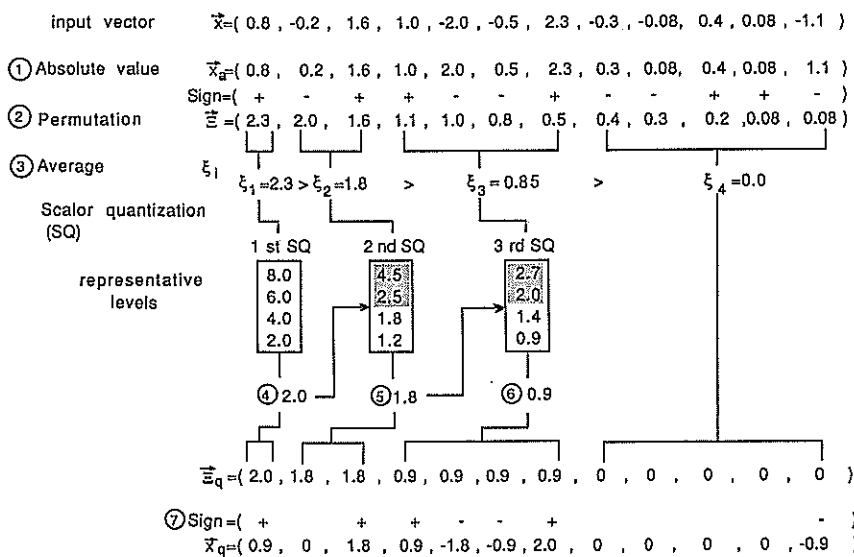 input vector x⃗=( 0.8 , -0.2 , 1.6 , 1.0 , -2.0 , -0.5 , 2.3 , -0.3 , -0.08, 0.4 , 0.08 , -1.1 )
① Absolute value x⃗a=( 0.8 , 0.2 , 1.6 , 1.0 , 2.0 , 0.5 , 2.3 , 0.3 , 0.08, 0.4 , 0.08 , 1.1 )
Sign=( + - + + - - + - - + + - )
② Permutation Ξ⃗=( 2.3 , 2.0 , 1.6 , 1.1 , 1.0 , 0.8 , 0.5 , 0.4 , 0.3 , 0.2 ,0.08 , 0.08 )
③ Average ξi
ξ1=2.3 > ξ2=1.8 > ξ3=0.85 > ξ4=0.0
Scalor quantization
(SQ)
1 st SQ 2 nd SQ 3 rd SQ
representative
levels
8.0 4.5 2.7
6.0 2.5 2.0
4.0 1.8 1.4
2.0 1.2 0.9
④ 2.0 ⑤ 1.8 ⑥ 0.9
Ξ⃗q=( 2.0 , 1.8 , 1.8 , 0.9 , 0.9 , 0.9 , 0.9 , 0 , 0 , 0 , 0 , 0 )
⑦ Sign=( + + + - - + - )
x⃗q=( 0.9 , 0 , 1.8 , 0.9 , -1.8 , -0.9 , 2.0 , 0 , 0 , 0 , 0 , -0.9 )